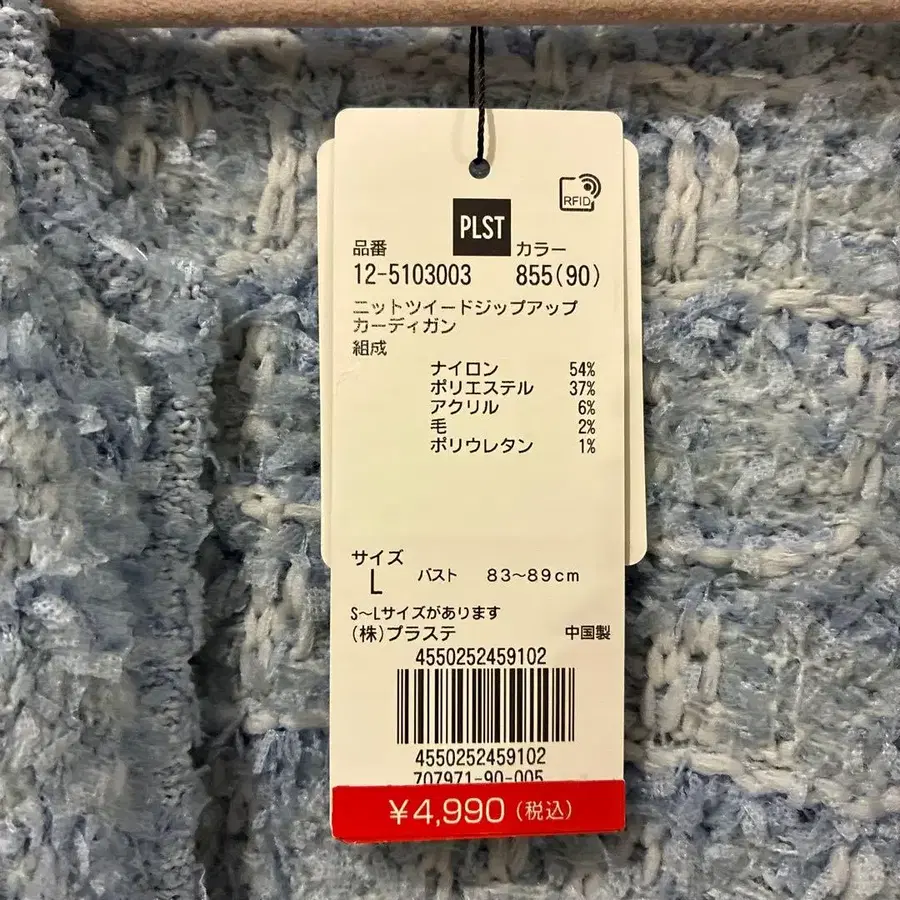 RFID
PLST
品番 カラー
12-5103003 855(90)
ニットツイードジップアップ
カーディガン
組成
ナイロン 54%
ポリエステル 37%
アクリル 6%
毛 2%
ポリウレタン 1%
サイズ
L バスト 83~89cm
S~Lサイズがあります
(株)プラステ 中国製
4550252459102
4550252459102
707971-90-005
¥4,990(税込)